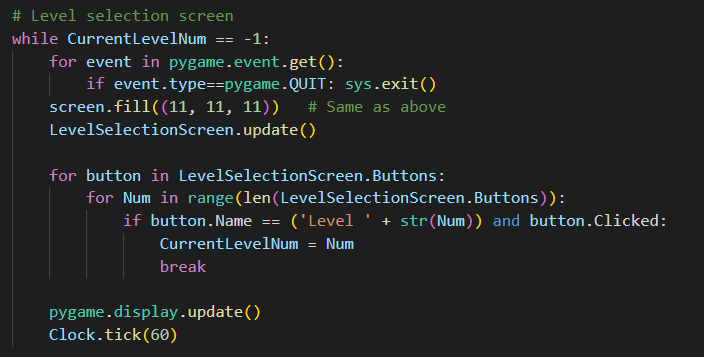 # Level selection screen
while CurrentLevelNum == -1:
    for event in pygame.event.get():
        if event.type==pygame.QUIT: sys.exit()
    screen.fill((11, 11, 11))   # Same as above
    LevelSelectionScreen.update()

    for button in LevelSelectionScreen.Buttons:
        for Num in range(len(LevelSelectionScreen.Buttons)):
            if button.Name == ('Level ' + str(Num)) and button.Clicked:
                CurrentLevelNum = Num
                break

    pygame.display.update()
    Clock.tick(60)